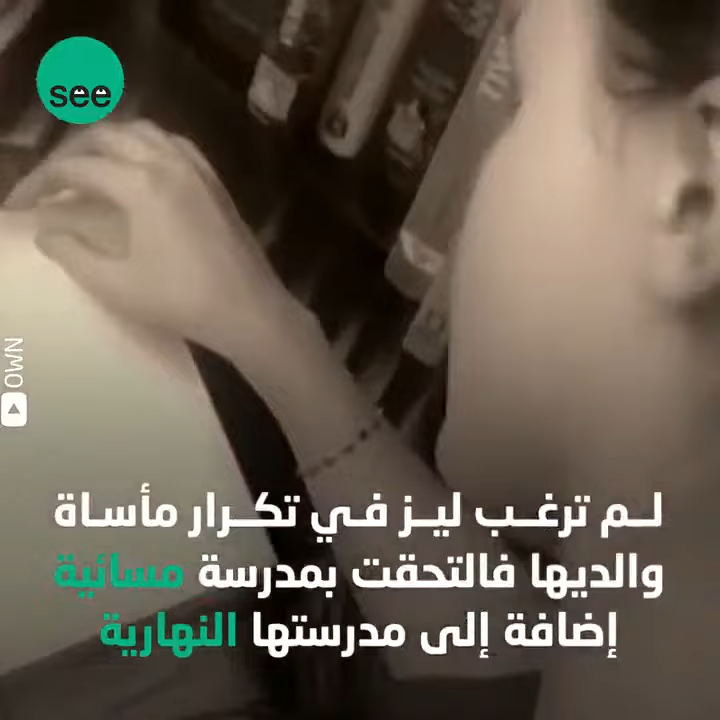 see
OWN
لم ترغب ليز في تكرار مأساة
والديها فالتحقت بمدرسة مسائية
إضافة إلى مدرستها النهارية